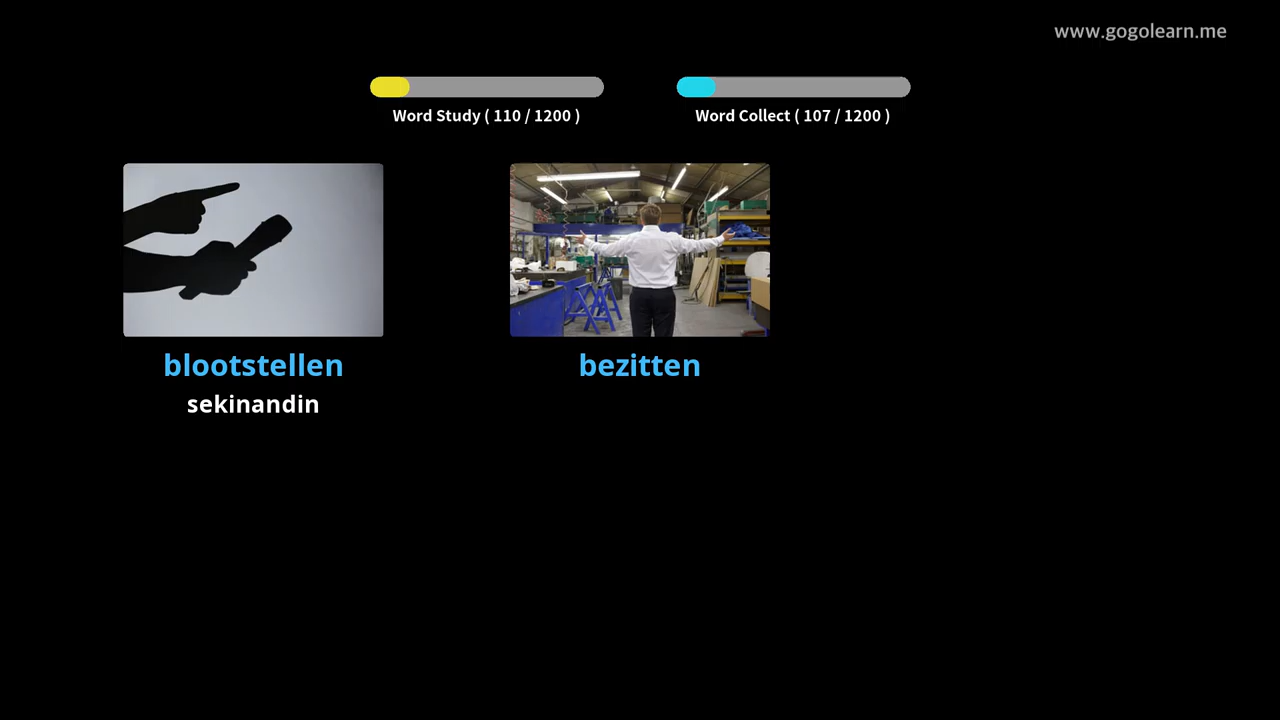 www.gogolearn.me
Word Study ( 110 / 1200 )
Word Collect ( 107 / 1200 )
blootstellen
bezitten
sekinandin